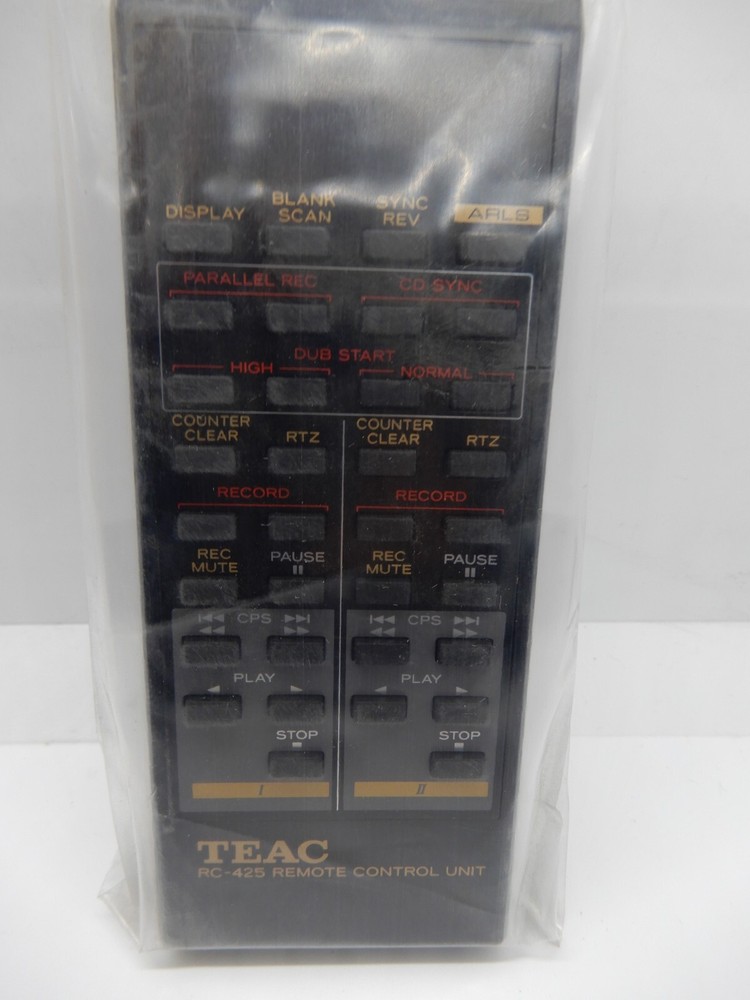 DISPLAY BLANK SCAN SYNC REV ARLS
PARALLEL REC CD SYNC
DUB START
HIGH NORMAL
COUNTER CLEAR RTZ COUNTER CLEAR RTZ
RECORD RECORD
REC MUTE PAUSE REC MUTE PAUSE
CPS CPS
PLAY PLAY
STOP STOP
I II
TEAC
RC-425 REMOTE CONTROL UNIT